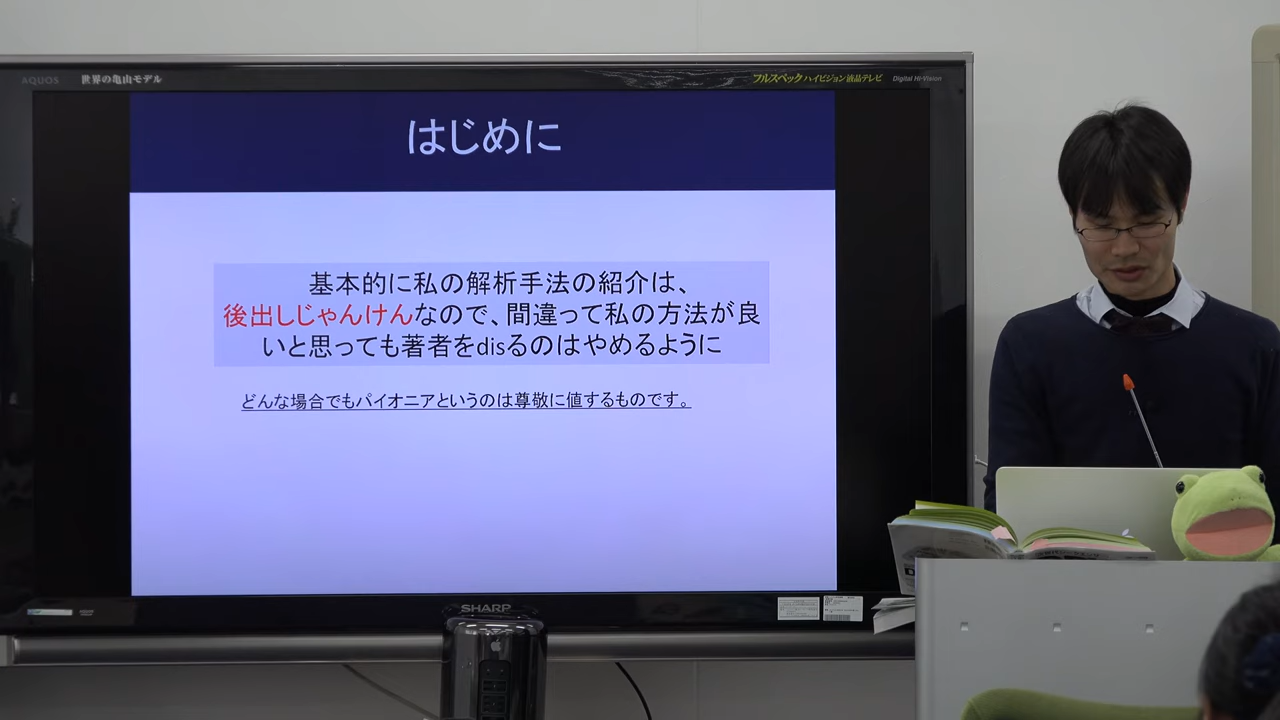 AQUOS 世界の亀山モデル
フルスペックハイビジョン液晶テレビ Digital Hi-Vision
はじめに
基本的に私の解析手法の紹介は、
後出しじゃんけんなので、間違って私の方法が良
いと思っても著者をdisるのはやめるように
どんな場合でもパイオニアというのは尊敬に値するものです。
SHARP